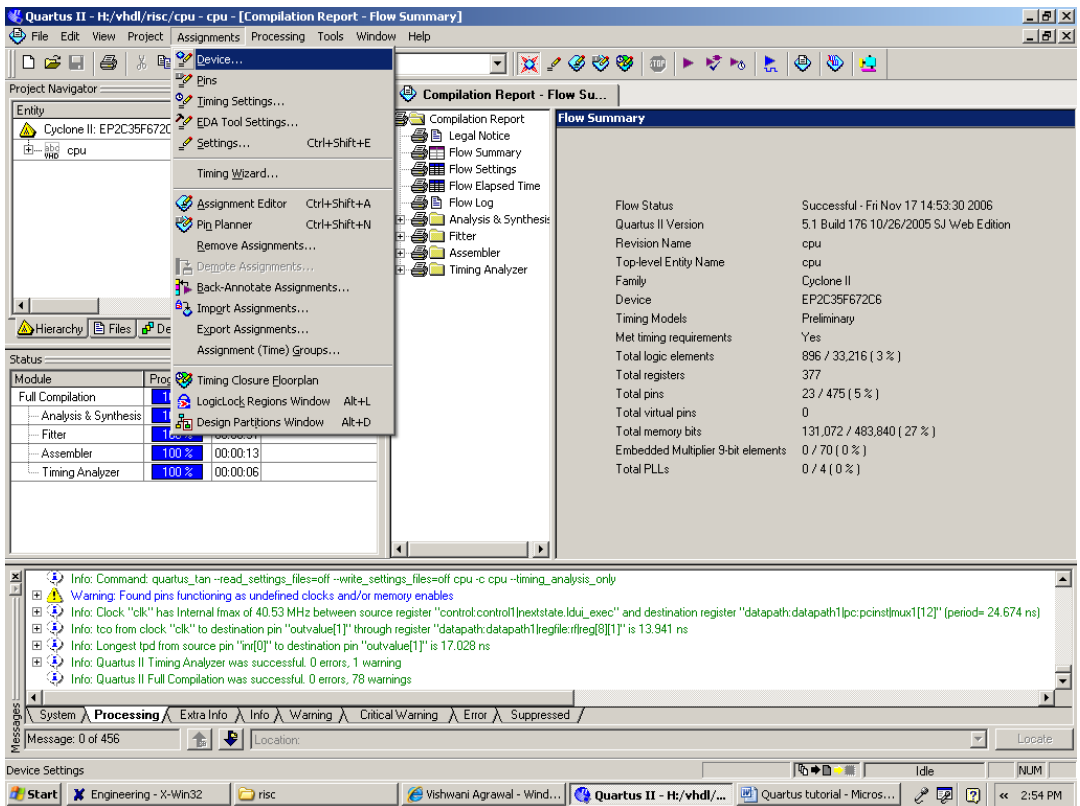 Quartus II - H:/vhdl/risc/cpu - cpu - [Compilation Report - Flow Summary]
File Edit View Project Assignments Processing Tools Window Help
Project Navigator
Entity
Cyclone II: EP2C35F672C
cpu
Hierarchy Files De
Device...
Pins
Timing Settings...
EDA Tool Settings...
Settings... Ctrl+Shift+E
Timing Wizard...
Assignment Editor Ctrl+Shift+A
Pin Planner Ctrl+Shift+N
Remove Assignments...
Demote Assignments...
Back-Annotate Assignments...
Import Assignments...
Export Assignments...
Assignment (Time) Groups...
Timing Closure Floorplan
LogicLock Regions Window Alt+L
Design Partitions Window Alt+D
Status
Module Prog
Full Compilation
Analysis & Synthesis
Fitter 100 %
Assembler 100 % 00:00:13
Timing Analyzer 100 % 00:00:06
Compilation Report - Flow Su...
Compilation Report
Legal Notice
Flow Summary
Flow Settings
Flow Elapsed Time
Flow Log
Analysis & Synthesis
Fitter
Assembler
Timing Analyzer
Flow Summary
Flow Status Successful - Fri Nov 17 14:53:30 2006
Quartus II Version 5.1 Build 176 10/26/2005 SJ Web Edition
Revision Name cpu
Top-level Entity Name cpu
Family Cyclone II
Device EP2C35F672C6
Timing Models Preliminary
Met timing requirements Yes
Total logic elements 896 / 33,216 ( 3 % )
Total registers 377
Total pins 23 / 475 ( 5 % )
Total virtual pins 0
Total memory bits 131,072 / 483,840 ( 27 % )
Embedded Multiplier 9-bit elements 0 / 70 ( 0 % )
Total PLLs 0 / 4 ( 0 % )
Info: Command: quartus_tan --read_settings_files=off --write_settings_files=off cpu -c cpu --timing_analysis_only
Warning: Found pins functioning as undefined clocks and/or memory enables
Info: Clock "clk" has Internal fmax of 40.53 MHz between source register "control:control1|nextstate.ldui_exec" and destination register "datapath:datapath1|pc:pcinst|mux1[12]" (period= 24.674 ns)
Info: tco from clock "clk" to destination pin "outvalue[1]" through register "datapath:datapath1|regfile:rf|reg[8][1]" is 13.941 ns
Info: Longest tpd from source pin "inr[0]" to destination pin "outvalue[1]" is 17.028 ns
Info: Quartus II Timing Analyzer was successful. 0 errors, 1 warning
Info: Quartus II Full Compilation was successful. 0 errors, 78 warnings
System Processing Extra Info Info Warning Critical Warning Error Suppressed
Messages
Message: 0 of 456 Location: Locate
Device Settings Idle NUM
Start Engineering - X-Win32 risc Vishwani Agrawal - Wind... Quartus II - H:/vhdl/... Quartus tutorial - Micros... 2:54 PM